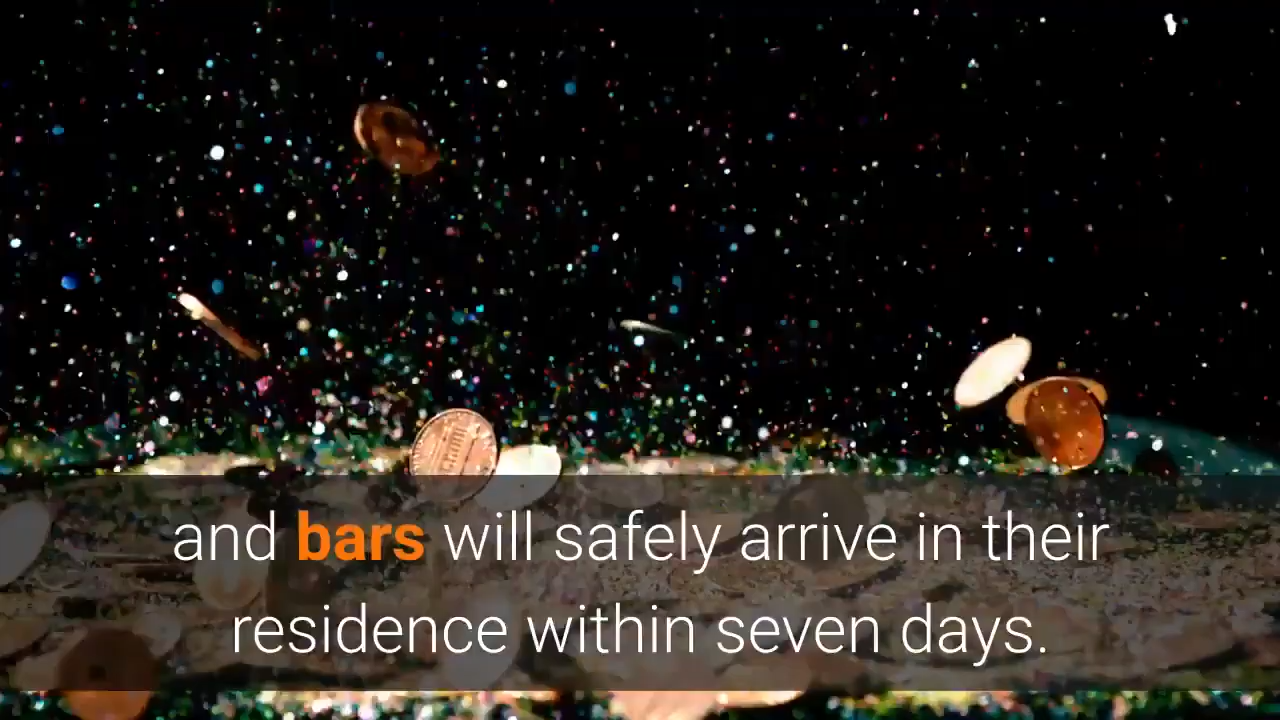 and bars will safely arrive in their
residence within seven days.